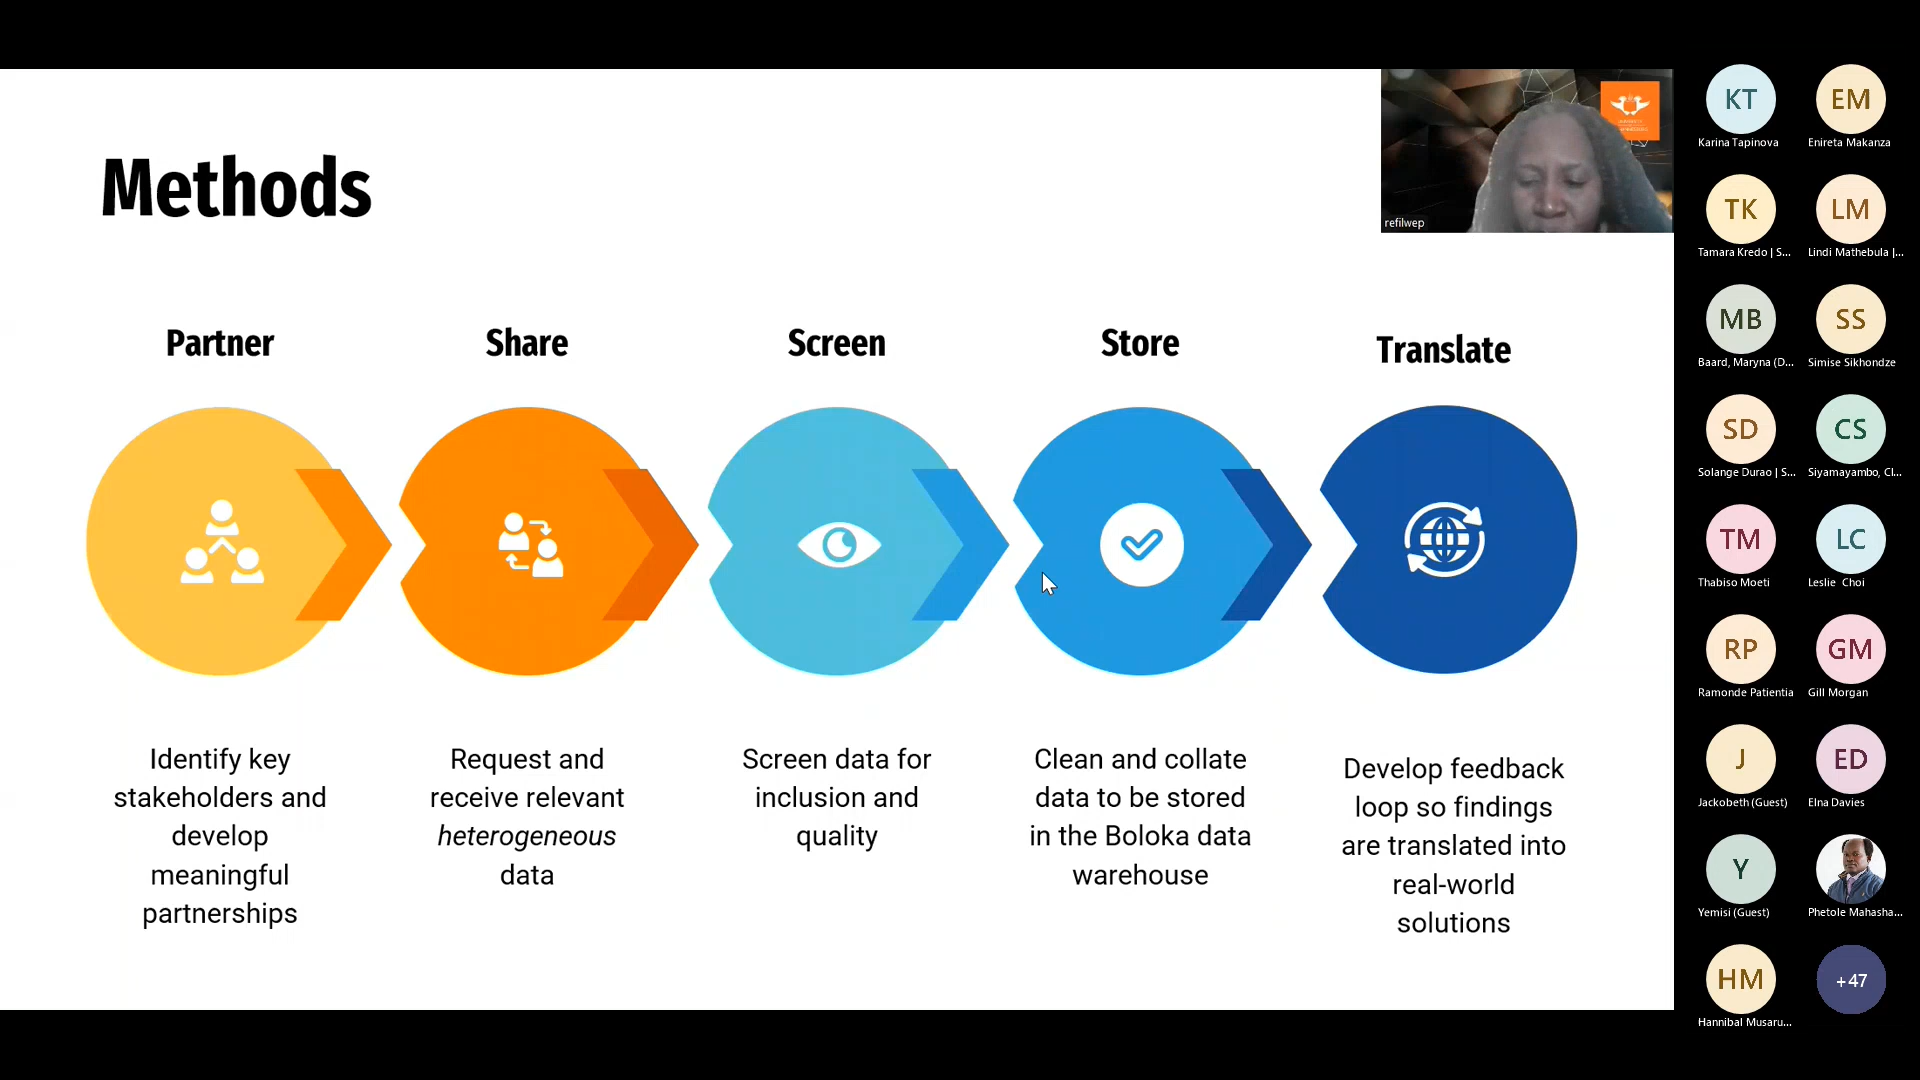 Methods
Partner
Share
Screen
Store
Translate
Identify key
stakeholders and
develop
meaningful
partnerships
Request and
receive relevant
heterogeneous
data
Screen data for
inclusion and
quality
Clean and collate
data to be stored
in the Boloka data
warehouse
Develop feedback
loop so findings
are translated into
real-world
solutions
refilwep
KT
Karina Tapinova
EM
Enireta Makanza
TK
Tamara Kredo | S...
LM
Lindi Mathebula |...
MB
Baard, Maryna (D...
SS
Simise Sikhondze
SD
Solange Durao | S...
CS
Siyamayambo, Cl...
TM
Thabiso Moeti
LC
Leslie Choi
RP
Ramonde Patientia
GM
Gill Morgan
J
Jackobeth (Guest)
ED
Elna Davies
Y
Yemisi (Guest)
Phetole Mahasha...
HM
Hannibal Musaru...
+47